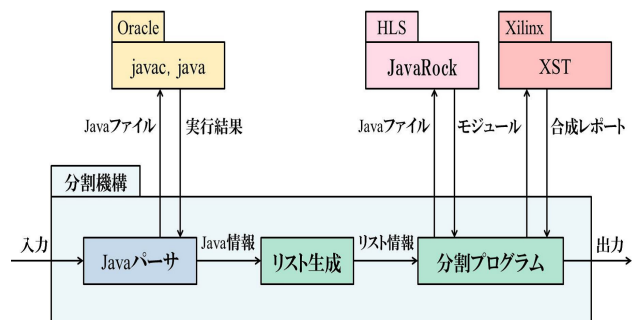 Oracle
javac, java
HLS
JavaRock
Xilinx
XST
Javaファイル
実行結果
Javaファイル
モジュール
合成レポート
分割機構
入力
Javaパーサ
Java情報
リスト生成
リスト情報
分割プログラム
出力